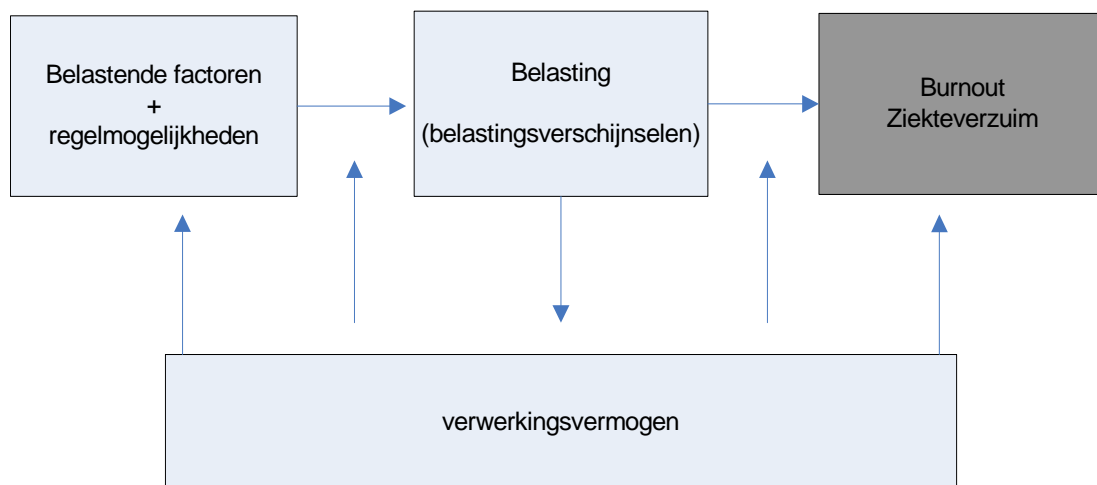 Belastende factoren
+
regelmogelijkheden
Belasting
(belastingsverschijnselen)
Burnout
Ziekteverzuim
verwerkingsvermogen